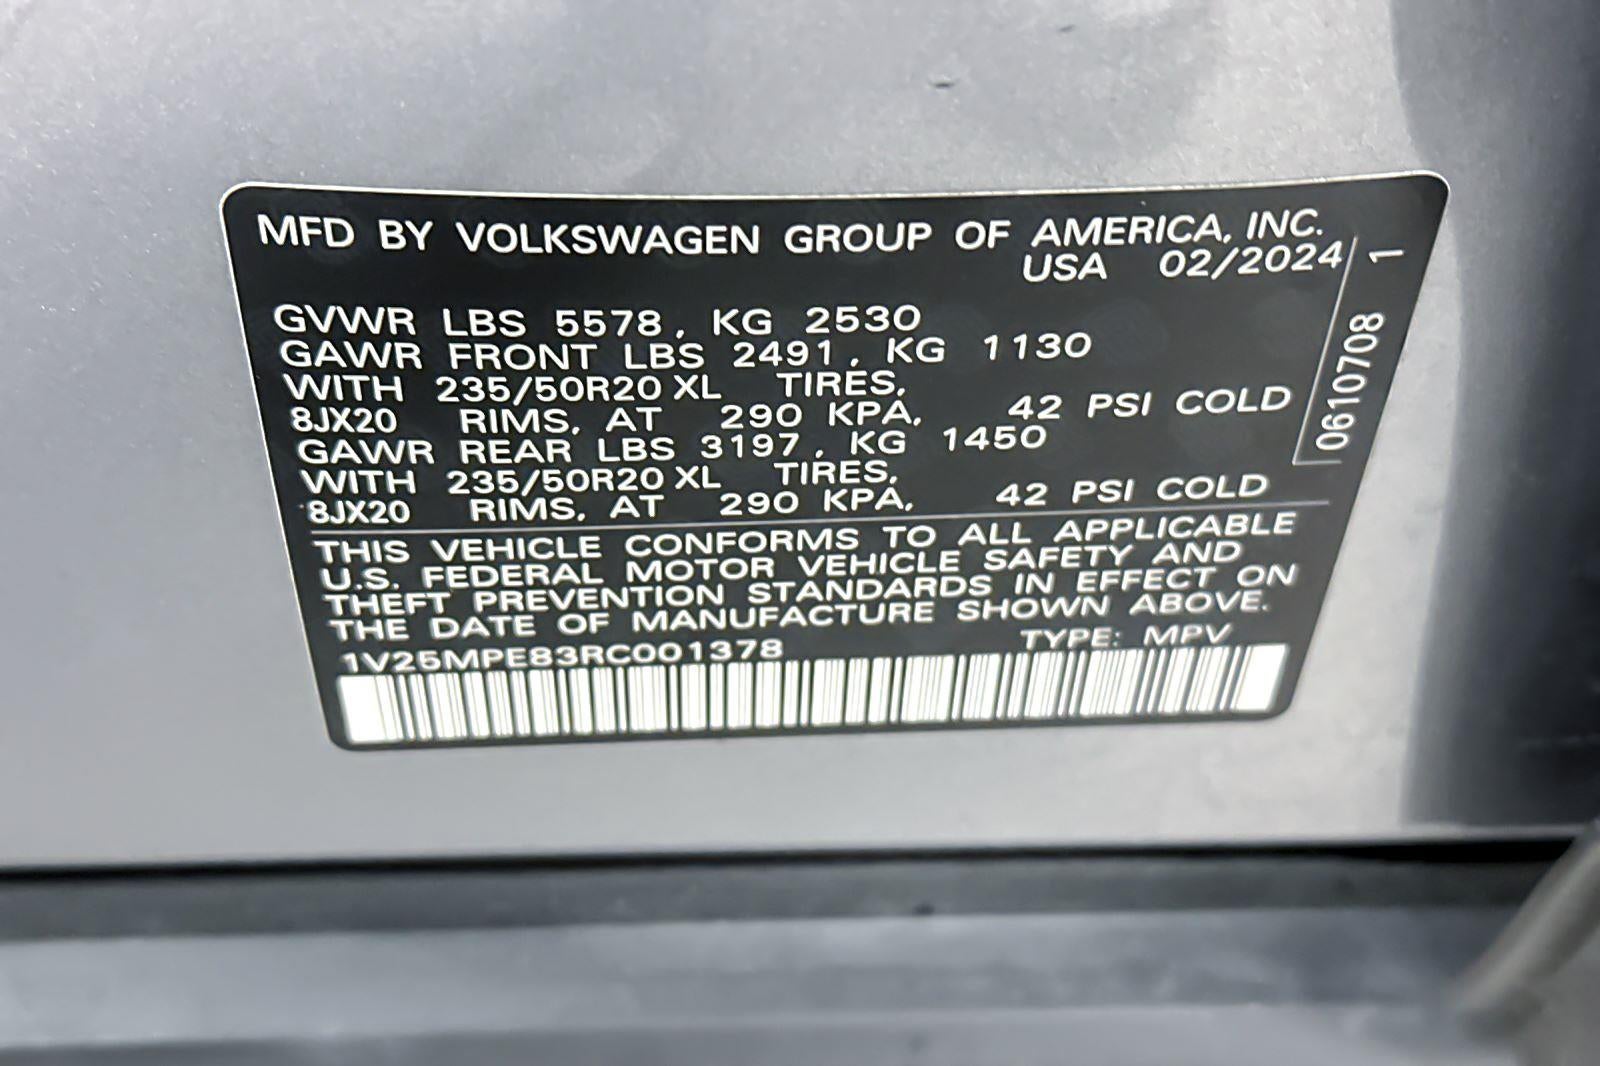 MFD BY VOLKSWAGEN GROUP OF AMERICA, INC.
USA 02/2024
GVWR LBS 5578, KG 2530
GAWR FRONT LBS 2491, KG 1130
WITH 235/50R20 XL TIRES,
8JX20 RIMS, AT 290 KPA, 42 PSI COLD
GAWR REAR LBS 3197, KG 1450
WITH 235/50R20 XL TIRES,
8JX20 RIMS, AT 290 KPA, 42 PSI COLD
THIS VEHICLE CONFORMS TO ALL APPLICABLE
U.S. FEDERAL MOTOR VEHICLE SAFETY AND
THEFT PREVENTION STANDARDS IN EFFECT ON
THE DATE OF MANUFACTURE SHOWN ABOVE.
1V25MPE83RC001378 TYPE: MPV
0610708 1